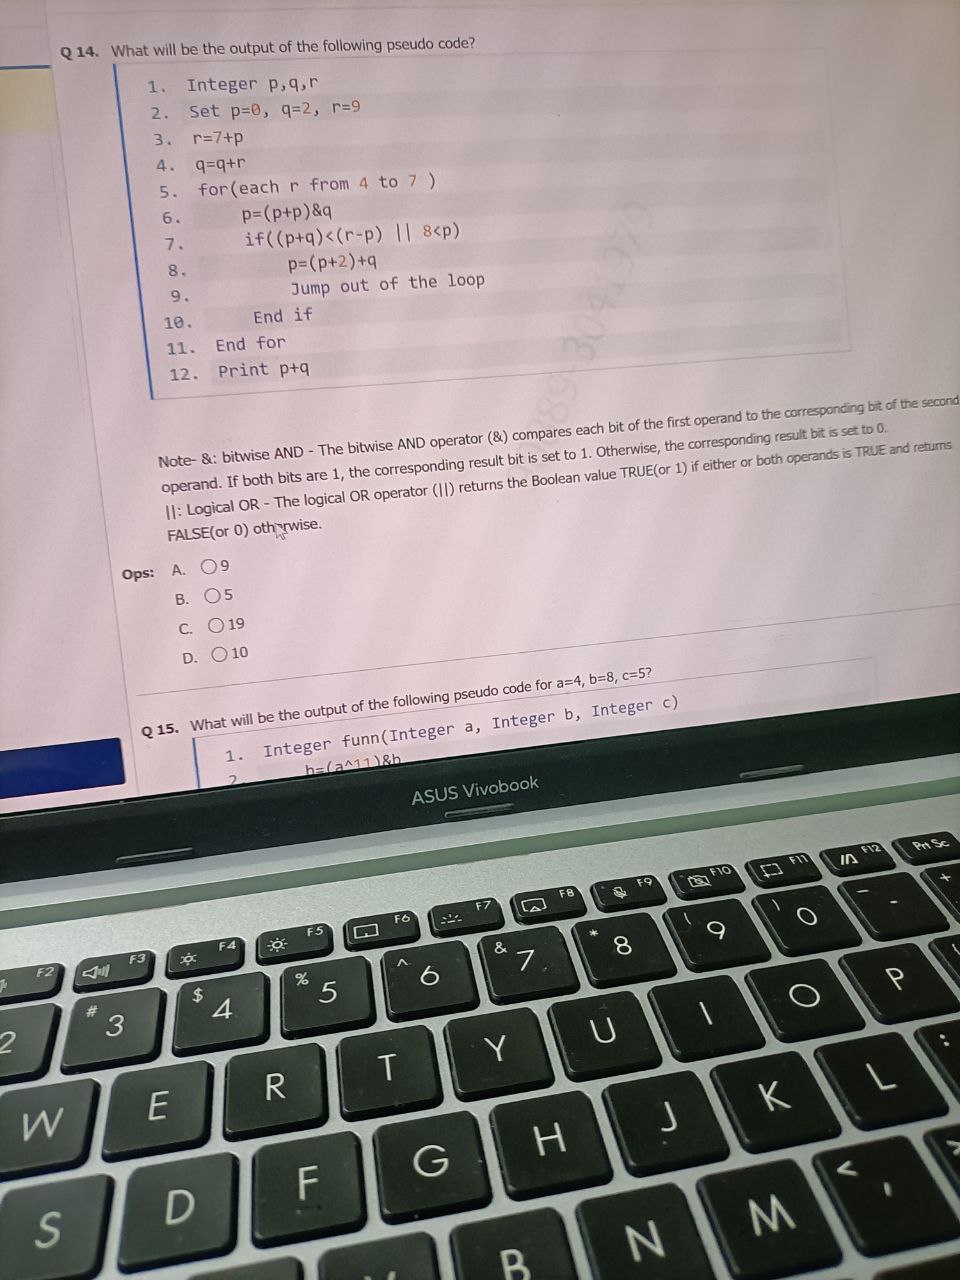 Q 14. What will be the output of the following pseudo code?
1. Integer p,q,r
2. Set p=0, q=2, r=9
3. r=7+p
4. q=q+r
5. for(each r from 4 to 7 )
6. p=(p+p)&q
7. if((p+q)<(r-p) || 8<p)
8. p=(p+2)+q
9. Jump out of the loop
10. End if
11. End for
12. Print p+q
Note- &: bitwise AND - The bitwise AND operator (&) compares each bit of the first operand to the corresponding bit of the second
operand. If both bits are 1, the corresponding result bit is set to 1. Otherwise, the corresponding result bit is set to 0.
||: Logical OR - The logical OR operator (||) returns the Boolean value TRUE(or 1) if either or both operands is TRUE and returns
FALSE(or 0) otherwise.
Ops: A. 9
B. 5
C. 19
D. 10
Q 15. What will be the output of the following pseudo code for a=4, b=8, c=5?
1. Integer funn(Integer a, Integer b, Integer c)
2. b=(a^11)&b
ASUS Vivobook
F2 F3 F4 F5 F6 F7 F8 F9 F10 F11 F12 Prt Sc
2 # 3 $ 4 % 5 ^ 6 & 7 * 8 ( 9 ) 0 - +
W E R T Y U I O P
S D F G H J K L :
B N M < ,